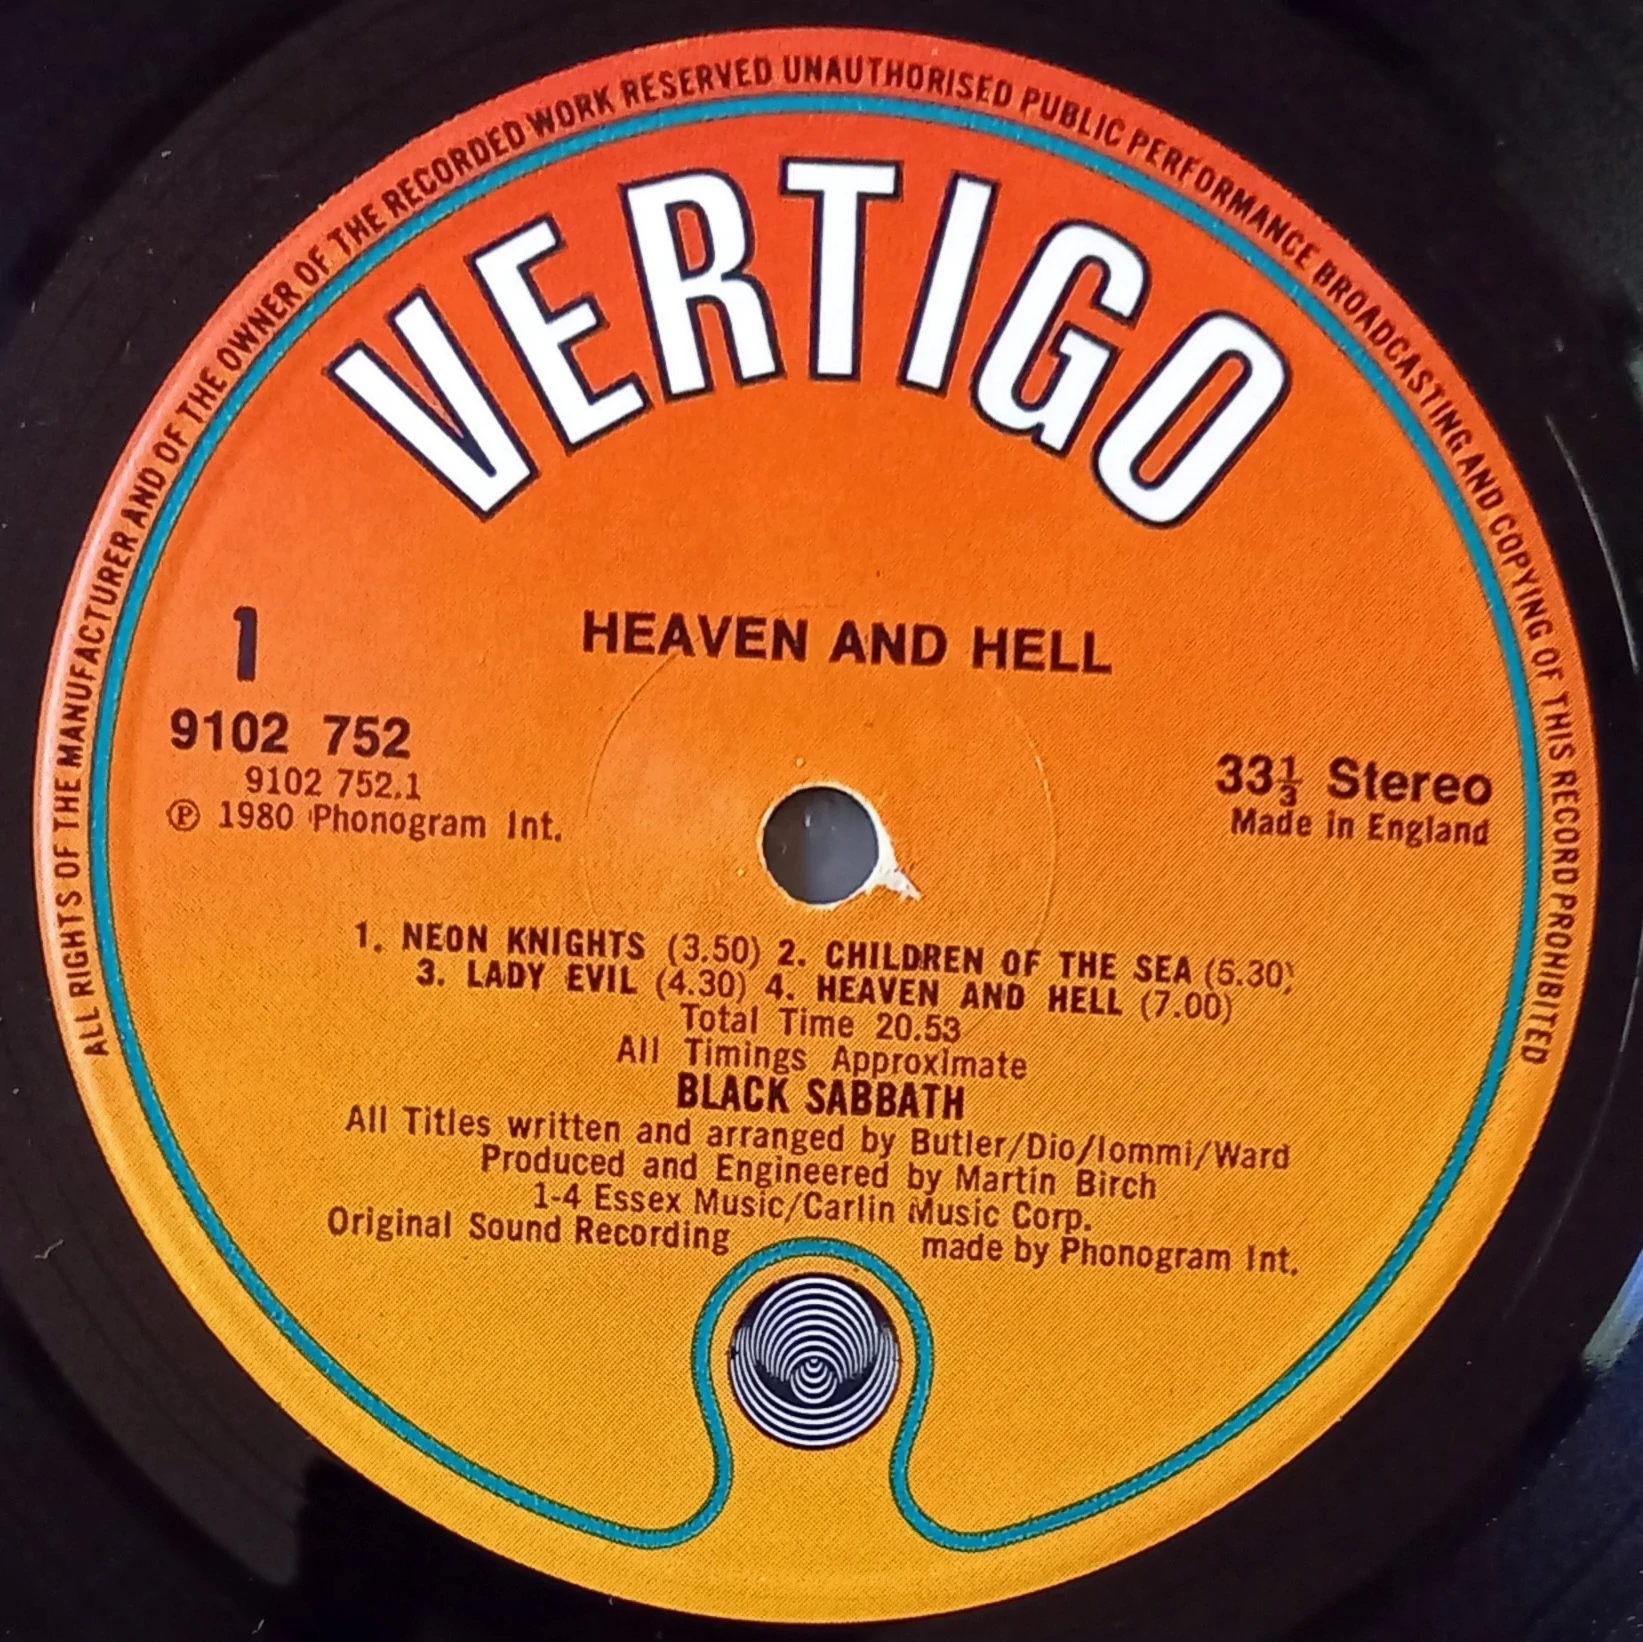 ALL RIGHTS OF THE MANUFACTURER AND OF THE OWNER OF THE RECORDED WORK RESERVED UNAUTHORISED PUBLIC PERFORMANCE BROADCASTING AND COPYING OF THIS RECORD PROHIBITED
VERTIGO
1
HEAVEN AND HELL
9102 752
9102 752.1
℗ 1980 Phonogram Int.
33⅓ Stereo
Made in England
1. NEON KNIGHTS (3.50) 2. CHILDREN OF THE SEA (5.30)
3. LADY EVIL (4.30) 4. HEAVEN AND HELL (7.00)
Total Time 20.53
All Timings Approximate
BLACK SABBATH
All Titles written and arranged by Butler/Dio/Iommi/Ward
Produced and Engineered by Martin Birch
1-4 Essex Music/Carlin Music Corp.
Original Sound Recording made by Phonogram Int.